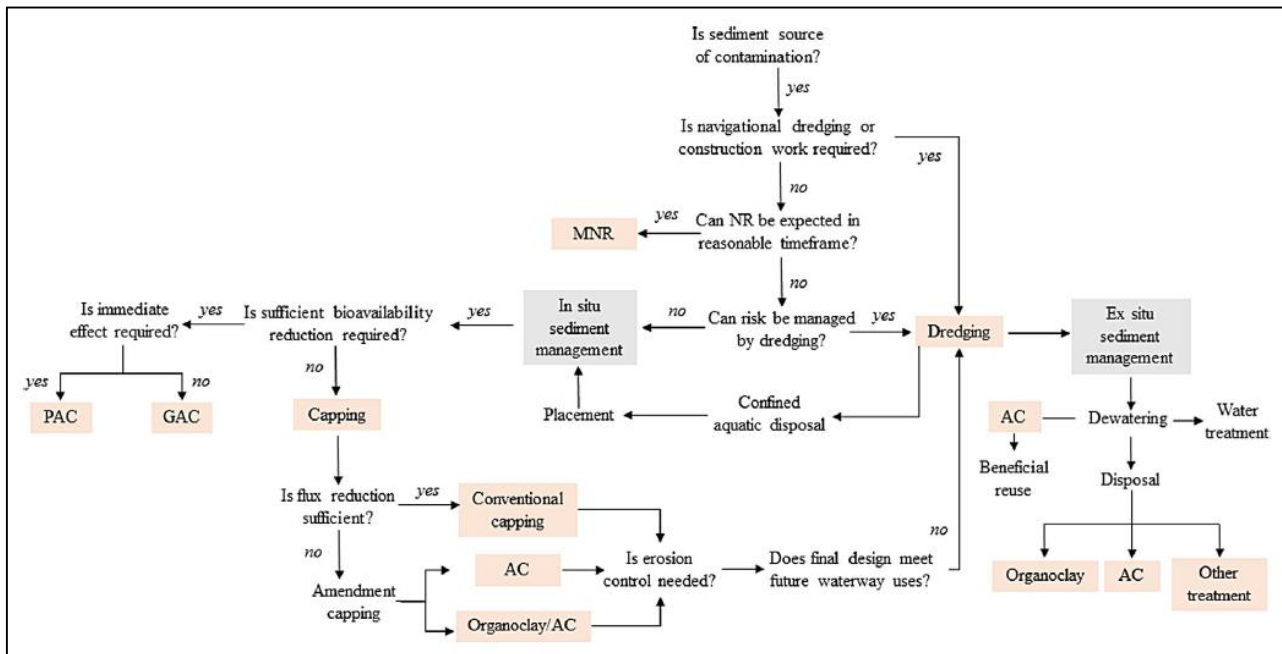 Is sediment source
of contamination?
yes
Is navigational dredging or
construction work required?
yes
no
Can NR be expected in
reasonable timeframe?
yes
MNR
no
Is immediate
effect required?
yes
Is sufficient bioavailability
reduction required?
yes
In situ
sediment
management
no
Can risk be managed
by dredging?
yes
Dredging
Ex situ
sediment
management
yes
no
PAC
GAC
no
Capping
Placement
Confined
aquatic disposal
AC
Dewatering
Water
treatment
Beneficial
reuse
Disposal
Is flux reduction
sufficient?
yes
Conventional
capping
no
no
Amendment
capping
AC
Organoclay/AC
Is erosion
control needed?
Does final design meet
future waterway uses?
Organoclay
AC
Other
treatment